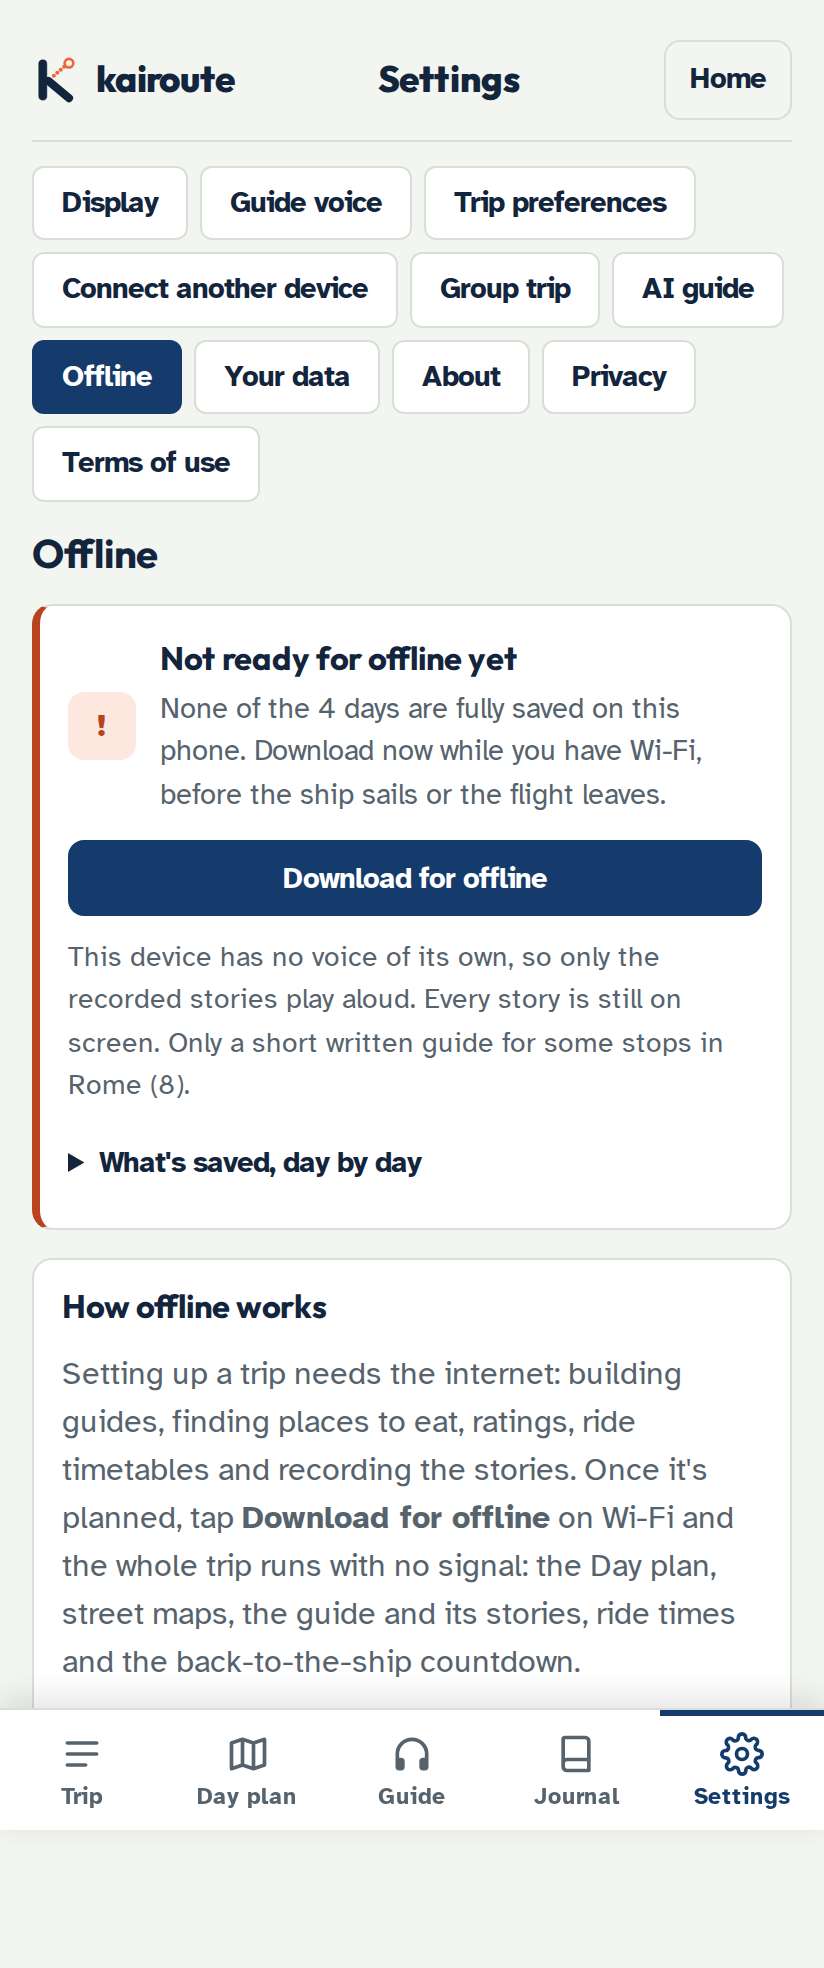 kairoute
Settings
Home
Display
Guide voice
Trip preferences
Connect another device
Group trip
AI guide
Offline
Your data
About
Privacy
Terms of use
Offline
Not ready for offline yet
!
None of the 4 days are fully saved on this
phone. Download now while you have Wi-Fi,
before the ship sails or the flight leaves.
Download for offline
This device has no voice of its own, so only the
recorded stories play aloud. Every story is still on
screen. Only a short written guide for some stops in
Rome (8).
What's saved, day by day
How offline works
Setting up a trip needs the internet: building
guides, finding places to eat, ratings, ride
timetables and recording the stories. Once it's
planned, tap Download for offline on Wi-Fi and
the whole trip runs with no signal: the Day plan,
street maps, the guide and its stories, ride times
and the back-to-the-ship countdown.
Trip
Day plan
Guide
Journal
Settings